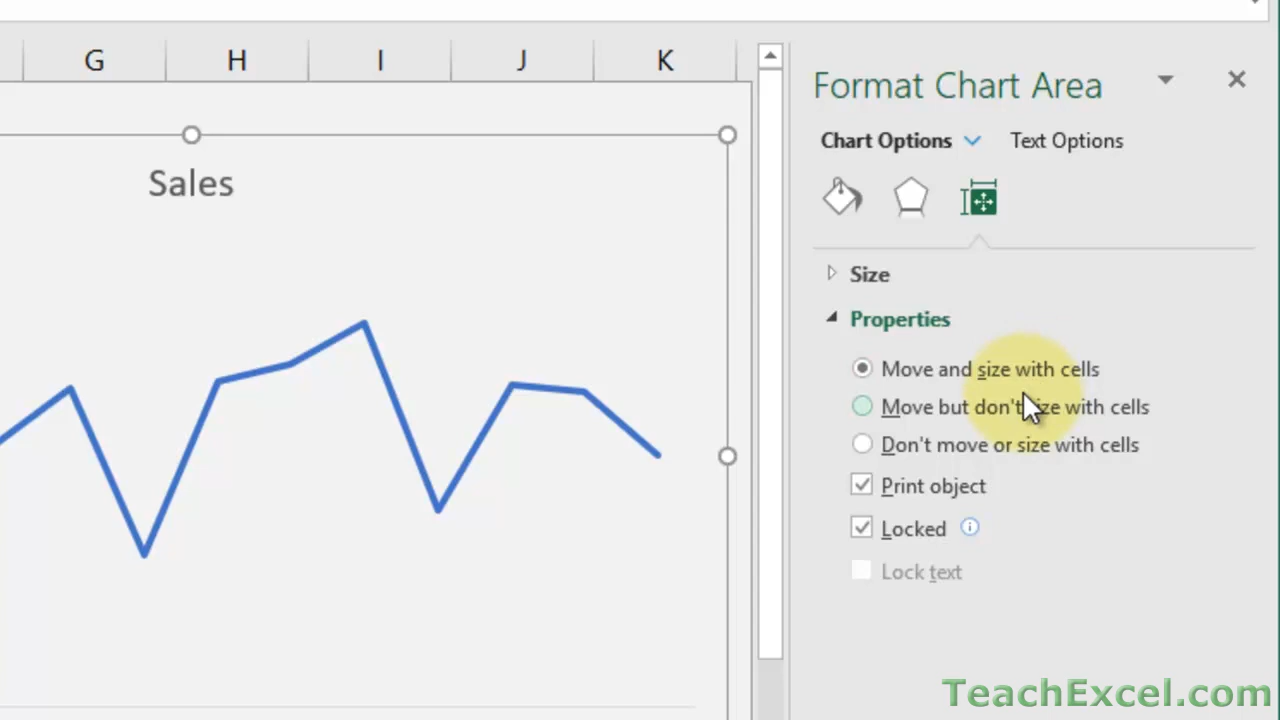 G H I J K
Sales
Format Chart Area
Chart Options Text Options
Size
Properties
Move and size with cells
Move but don't size with cells
Don't move or size with cells
Print object
Locked
Lock text
TeachExcel.com